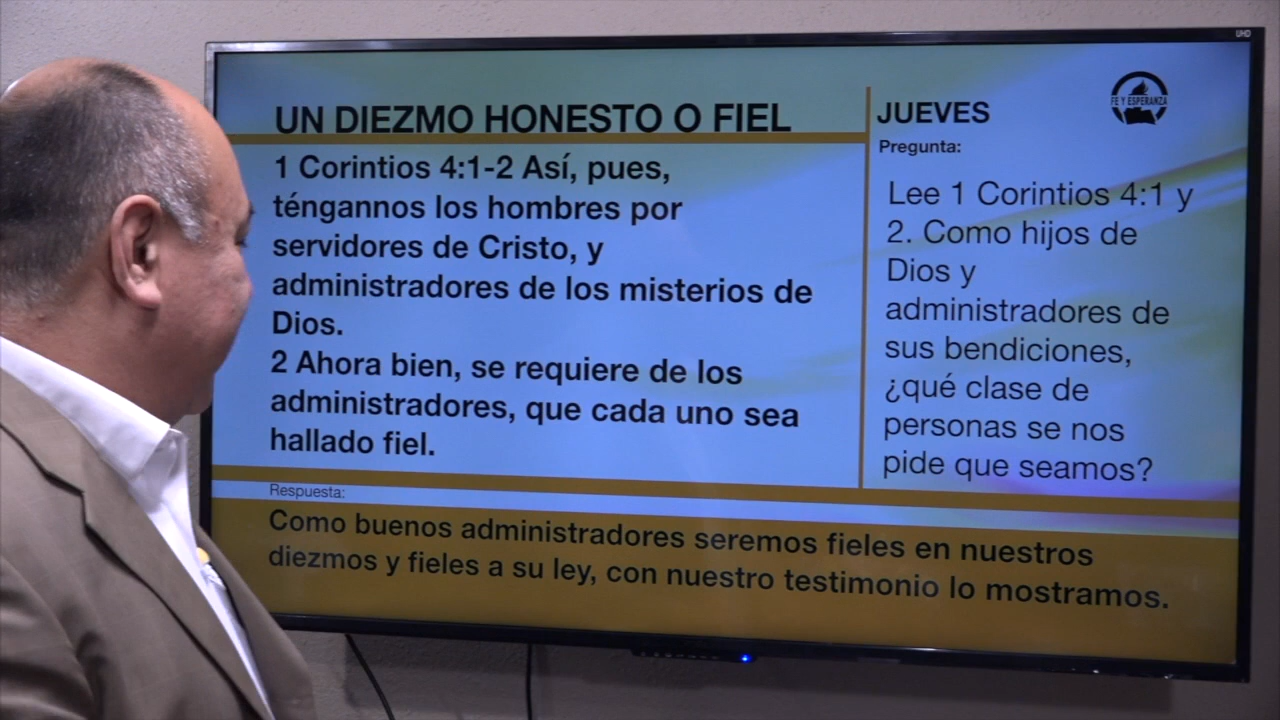 UHD
UN DIEZMO HONESTO O FIEL
1 Corintios 4:1-2 Así, pues,
téngannos los hombres por
servidores de Cristo, y
administradores de los misterios de
Dios.
2 Ahora bien, se requiere de los
administradores, que cada uno sea
hallado fiel.
JUEVES
FE Y ESPERANZA
Pregunta:
Lee 1 Corintios 4:1 y
2. Como hijos de
Dios y
administradores de
sus bendiciones,
¿qué clase de
personas se nos
pide que seamos?
Respuesta:
Como buenos administradores seremos fieles en nuestros
diezmos y fieles a su ley, con nuestro testimonio lo mostramos.